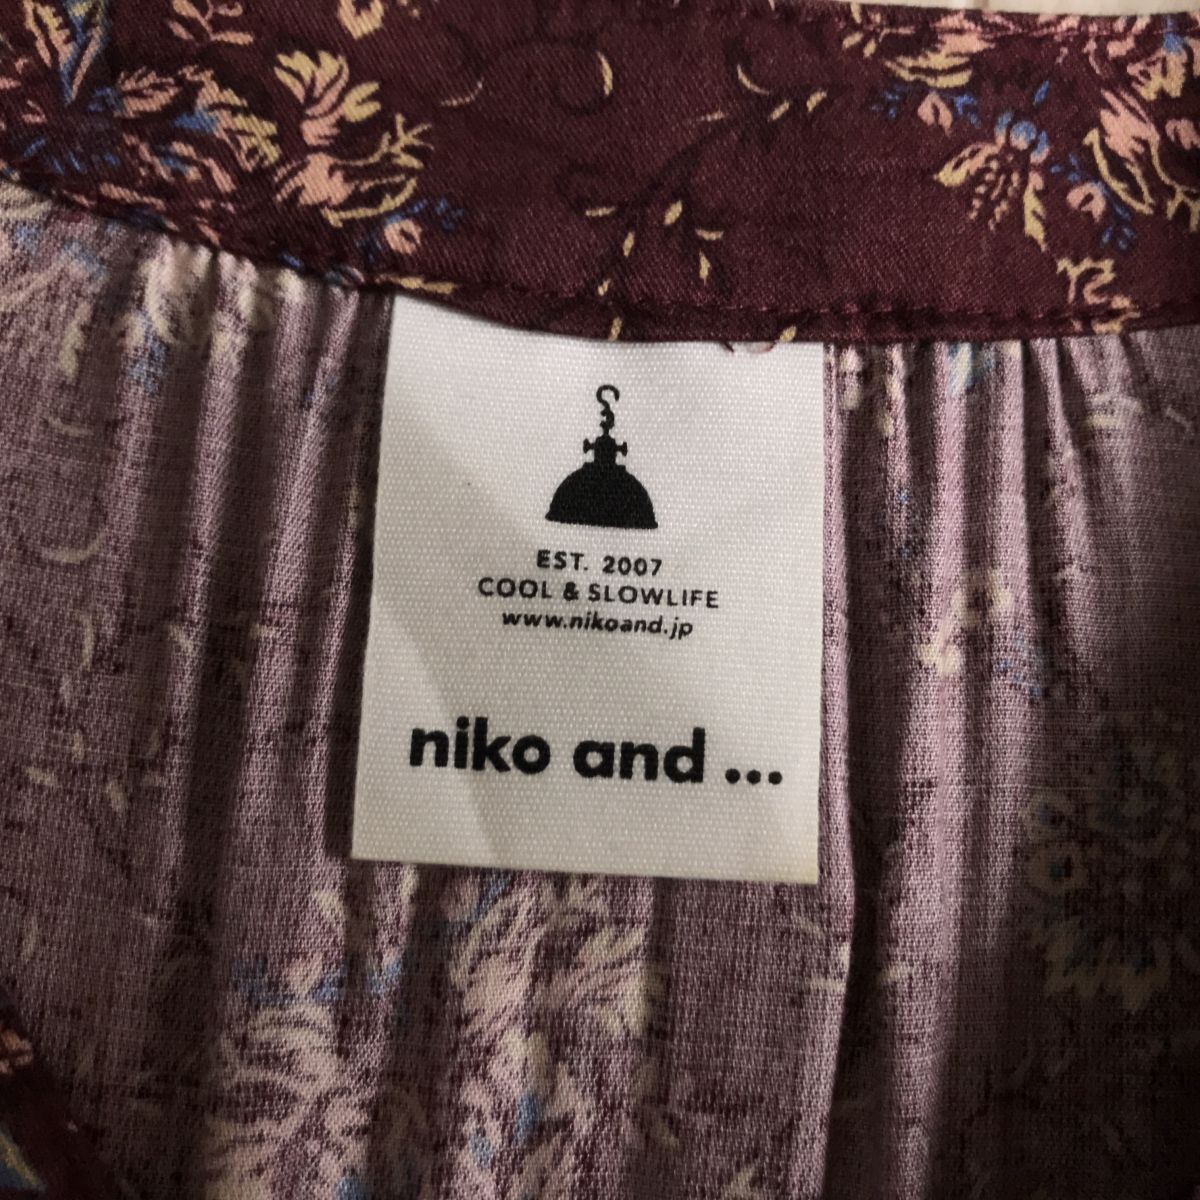 EST. 2007
COOL & SLOWLIFE
www.nikoand.jp
niko and ...